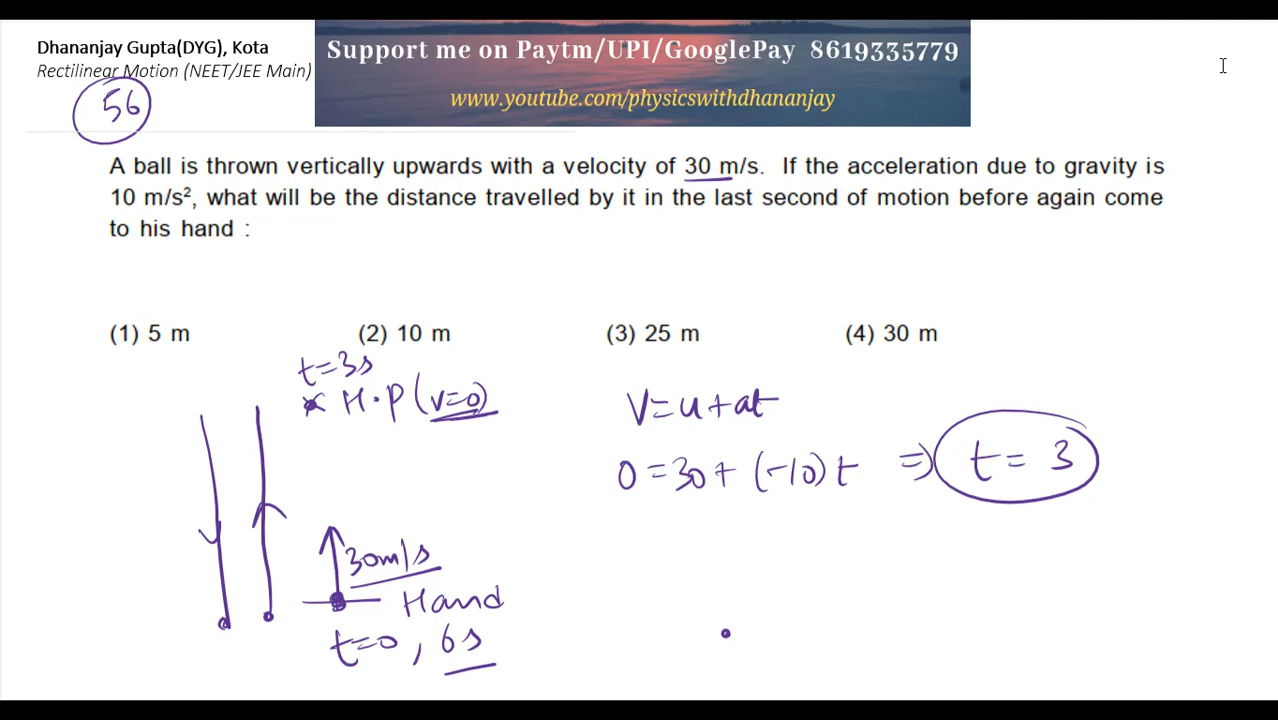 Dhananjay Gupta(DYG), Kota
Rectilinear Motion (NEET/JEE Main)
Support me on Paytm/UPI/GooglePay 8619335779
www.youtube.com/physicswithdhananjay
56
A ball is thrown vertically upwards with a velocity of 30 m/s. If the acceleration due to gravity is
10 m/s², what will be the distance travelled by it in the last second of motion before again come
to his hand :
(1) 5 m (2) 10 m (3) 25 m (4) 30 m
t=3s
× H.P (v=0)
V=u+at
0=30+(-10)t ⇒ t=3
30m/s
Hand
t=0, 6s